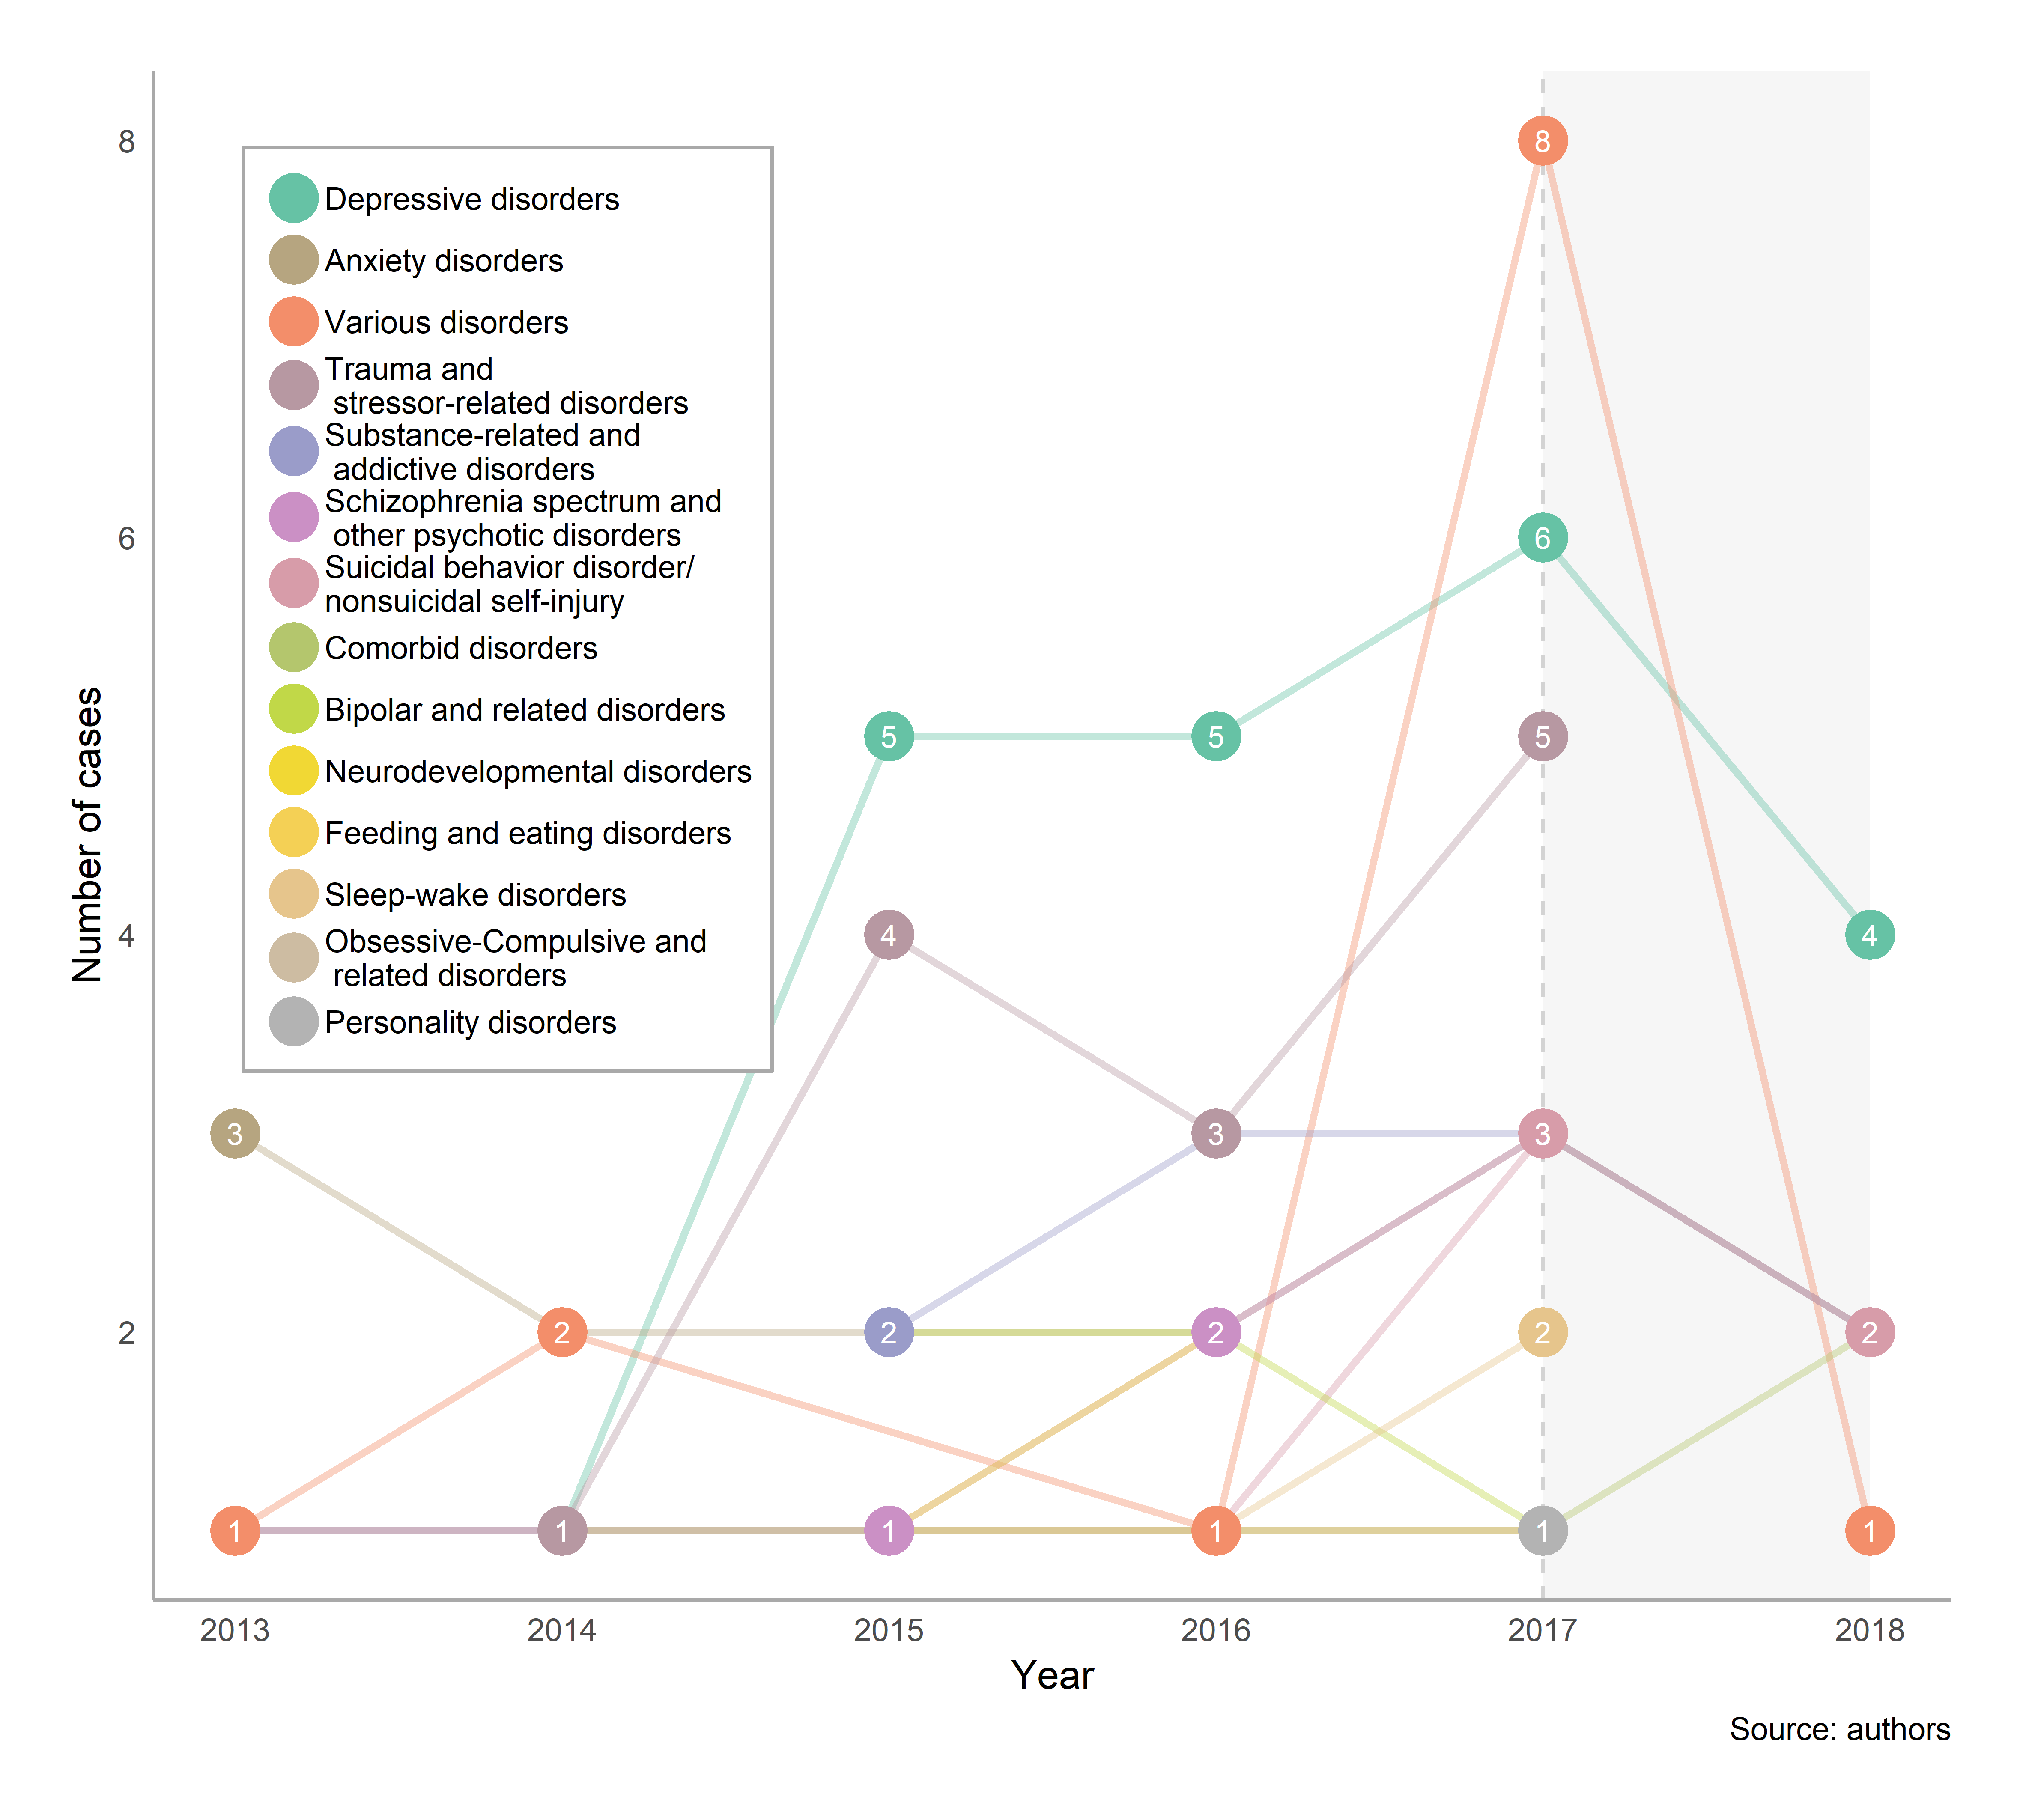 8
8
Depressive disorders
Anxiety disorders
Various disorders
Trauma and
stressor-related disorders
Substance-related and
addictive disorders
Schizophrenia spectrum and
other psychotic disorders
Suicidal behavior disorder/
nonsuicidal self-injury
Comorbid disorders
Bipolar and related disorders
Neurodevelopmental disorders
Feeding and eating disorders
Sleep-wake disorders
Obsessive-Compulsive and
related disorders
Personality disorders
6
6
5 5 5
4
4 4
3 3 3
2
2 2 2 2 2
1 1 1 1 1 1
Number of cases
2013 2014 2015 2016 2017 2018
Year
Source: authors